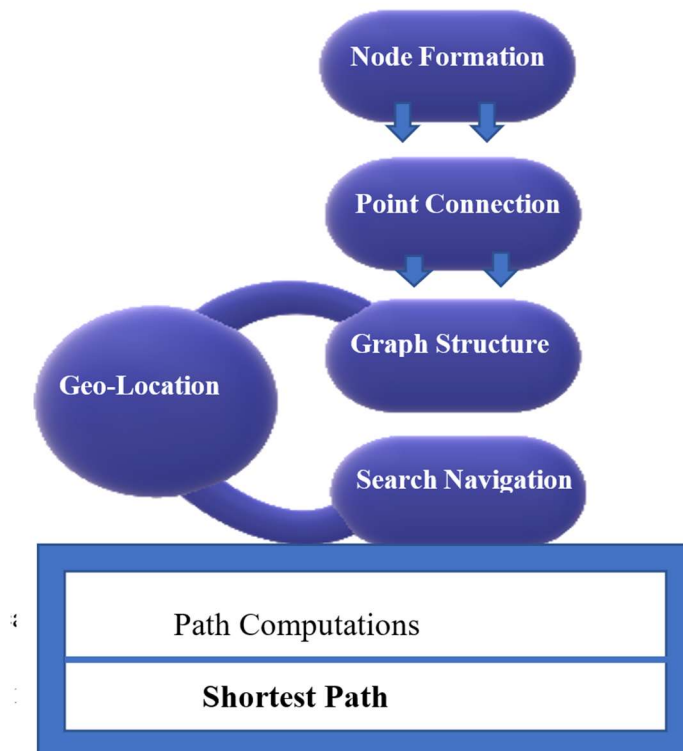 Node Formation
Point Connection
Graph Structure
Geo-Location
Search Navigation
Path Computations
Shortest Path